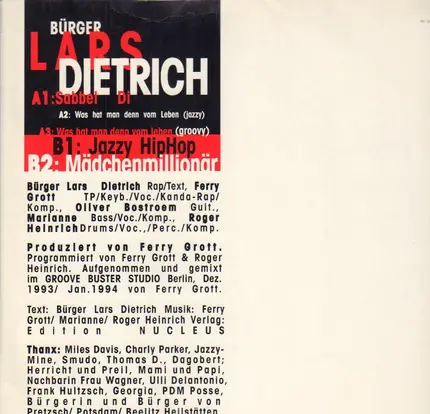 BÜRGER
LARS
DIETRICH
A1:Sabbel Di
A2: Was hat man denn vom Leben (jazzy)
A3: Was hat man denn vom leben (groovy)
B1: Jazzy HipHop
B2: Mädchenmillionär
Bürger Lars Dietrich Rap/Text, Ferry
Grott TP/Keyb./Voc./Kanda-Rap/
Komp., Oliver Bostroem Guit.,
Marianne Bass/Voc./Komp., Roger
HeinrichDrums/Voc.,/Perc./Komp.
Produziert von Ferry Grott.
Programmiert von Ferry Grott & Roger
Heinrich. Aufgenommen und gemixt
im GROOVE BUSTER STUDIO Berlin, Dez.
1993/ Jan.1994 von Ferry Grott.
Text: Bürger Lars Dietrich Musik: Ferry
Grott/ Marianne/ Roger Heinrich Verlag:
Edition NUCLEUS
Thanx: Miles Davis, Charly Parker, Jazzy-
Mine, Smudo, Thomas D., Dagobert;
Herricht und Preil, Mami und Papi,
Nachbarin Frau Wagner, Ulli Delantonio,
Frank Hultzsch, Georgia, PDM Posse,
Bürgerin und Bürger von
Pretzsch/ Potsdam/ Beelitz Heilstätten